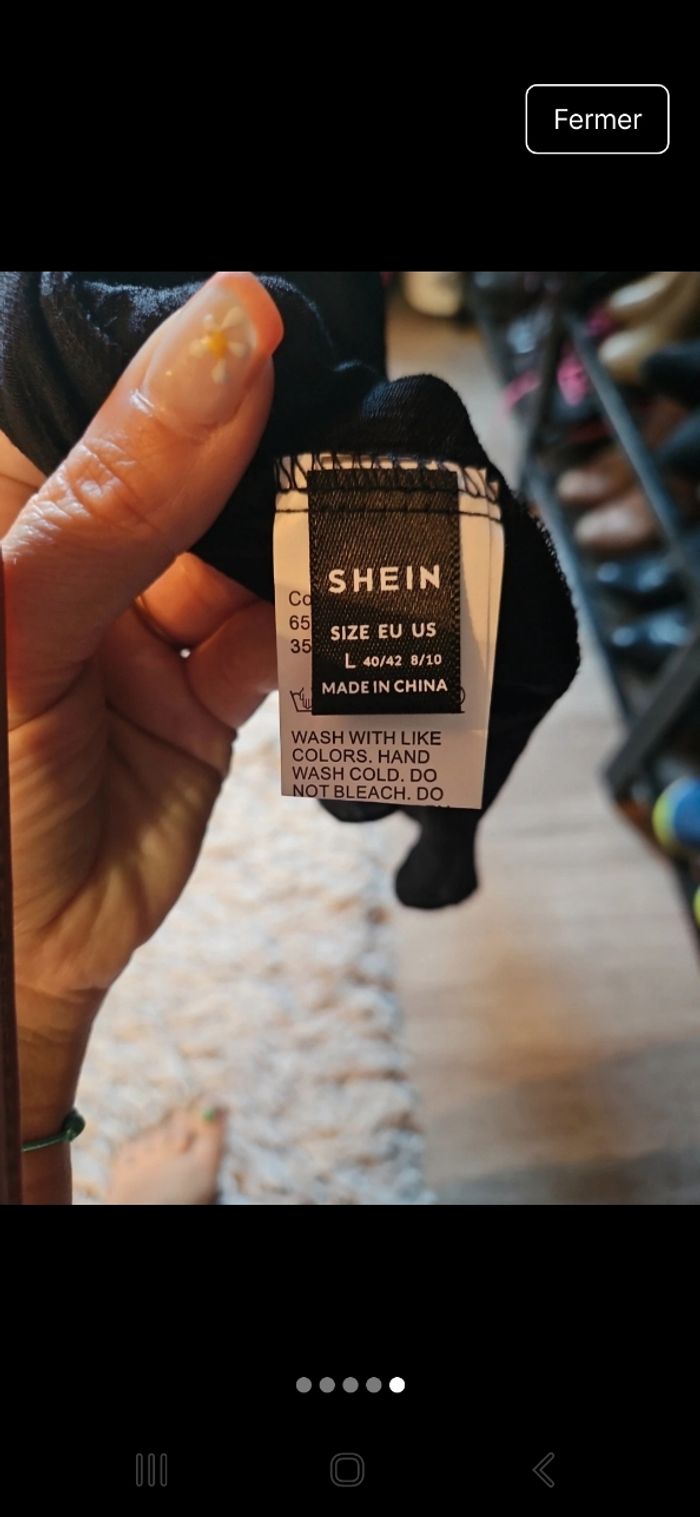 Fermer
SHEIN
Co
65
35
SIZE EU US
L 40/42 8/10
MADE IN CHINA
WASH WITH LIKE
COLORS. HAND
WASH COLD. DO
NOT BLEACH. DO